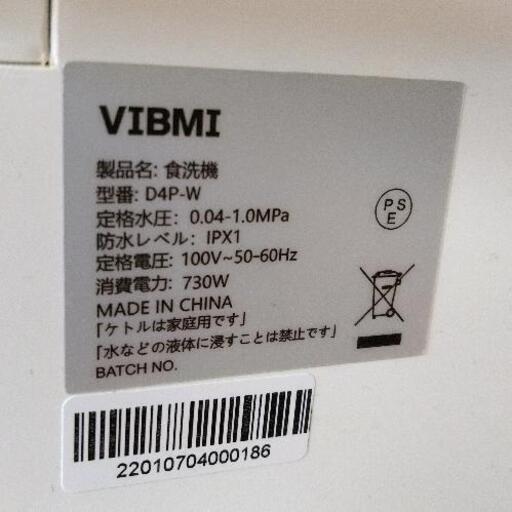 VIBMI
製品名: 食洗機
型番: D4P-W
定格水圧: 0.04-1.0MPa
防水レベル: IPX1
定格電圧: 100V~50-60Hz
消費電力: 730W
MADE IN CHINA
「ケトルは家庭用です」
「水などの液体に浸すことは禁止です」
BATCH NO.
PS
E
22010704000186